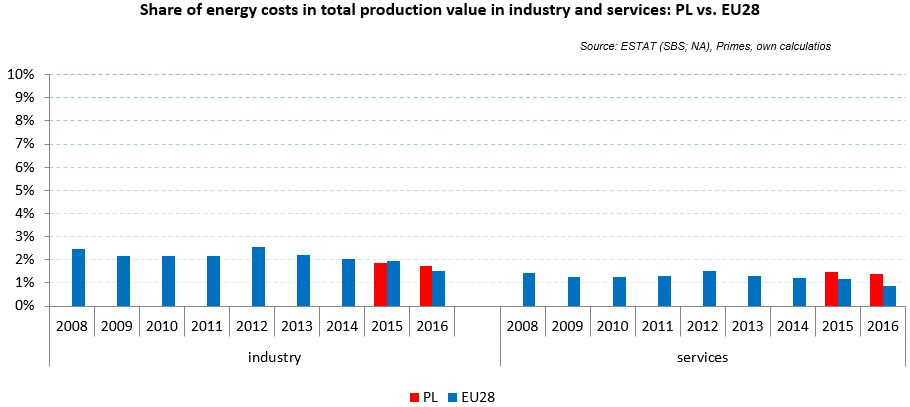 Share of energy costs in total production value in industry and services: PL vs. EU28
Source: ESTAT (SBS; NA), Primes, own calculatios
10%
9%
8%
7%
6%
5%
4%
3%
2%
1%
0%
2008 2009 2010 2011 2012 2013 2014 2015 2016 2008 2009 2010 2011 2012 2013 2014 2015 2016
industry services
PL EU28